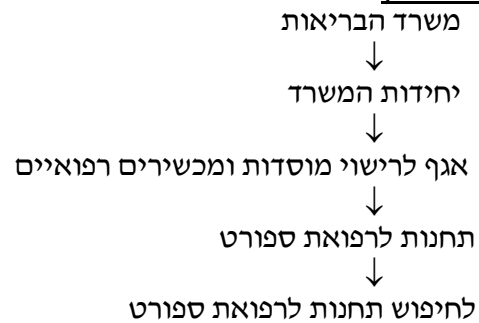 משרד הבריאות
↓
יחידות המשרד
↓
אגף לרישוי מוסדות ומכשירים רפואיים
↓
תחנות לרפואת ספורט
↓
לחיפוש תחנות לרפואת ספורט